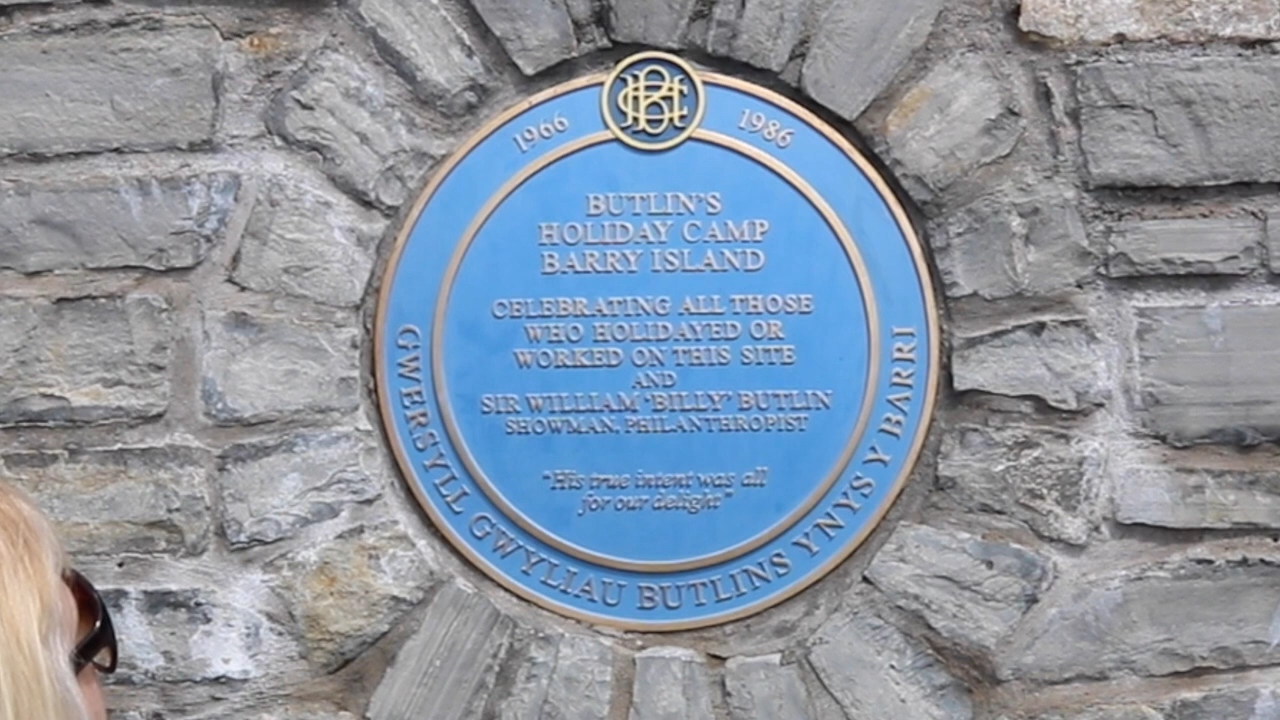 1966 1986
BUTLIN'S
HOLIDAY CAMP
BARRY ISLAND
CELEBRATING ALL THOSE
WHO HOLIDAYED OR
WORKED ON THIS SITE
AND
SIR WILLIAM 'BILLY' BUTLIN
SHOWMAN, PHILANTHROPIST
"His true intent was all
for our delight"
GWERSYLL GWYLIAU BUTLINS YNYS Y BARRI